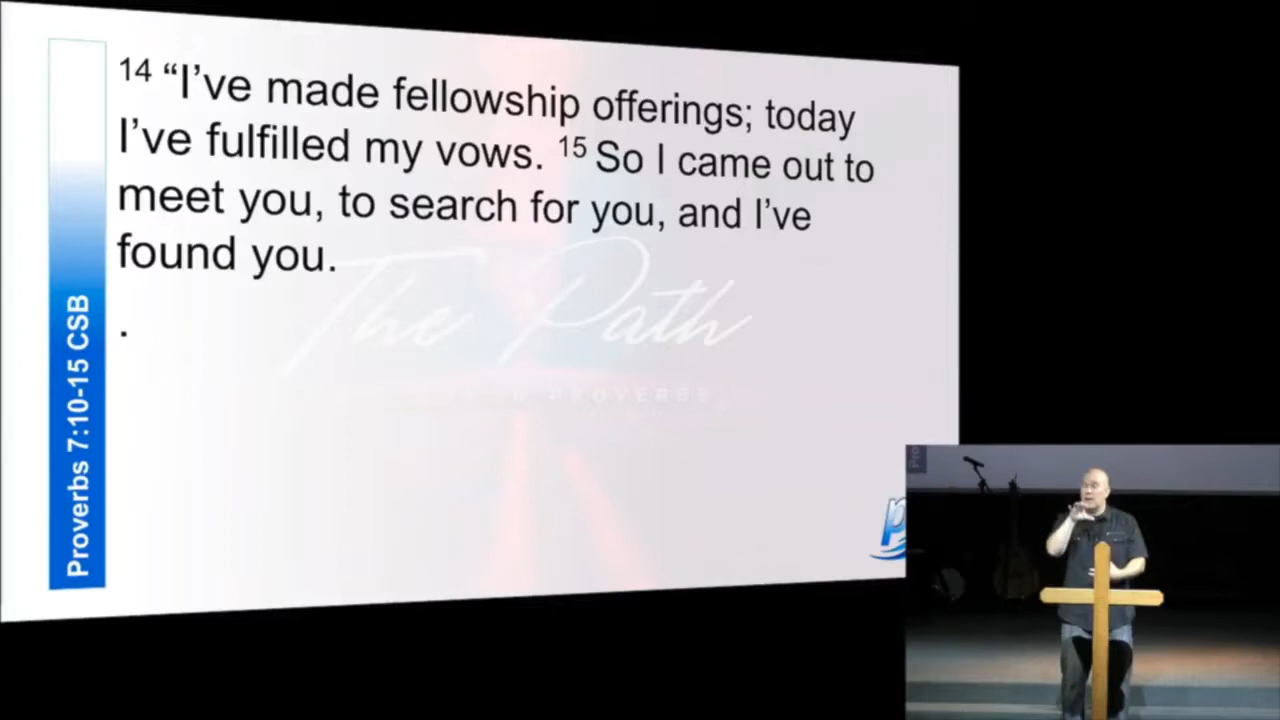 14 “I’ve made fellowship offerings; today
I’ve fulfilled my vows. 15 So I came out to
meet you, to search for you, and I’ve
found you.
.
The Path
PROVERBS
Proverbs 7:10-15 CSB